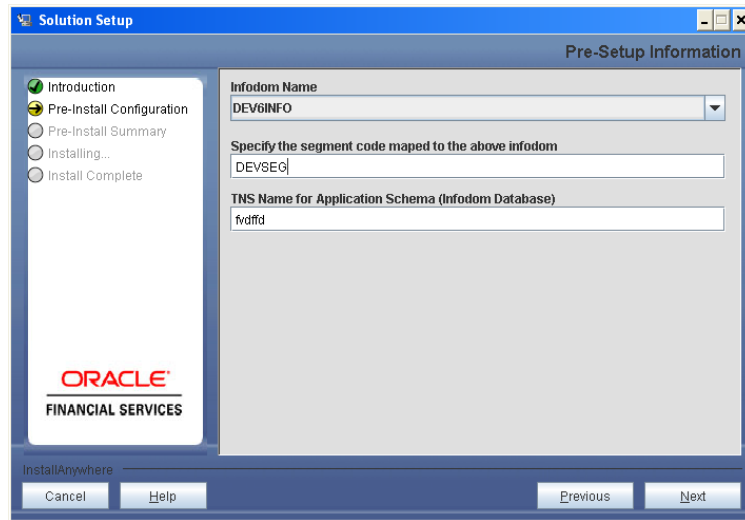 Solution Setup
Pre-Setup Information
Introduction
Pre-Install Configuration
Pre-Install Summary
Installing...
Install Complete
Infodom Name
DEV6INFO
Specify the segment code maped to the above infodom
DEVSEG
TNS Name for Application Schema (Infodom Database)
fvdffd
ORACLE'
FINANCIAL SERVICES
InstallAnywhere
Cancel
Help
Previous
Next